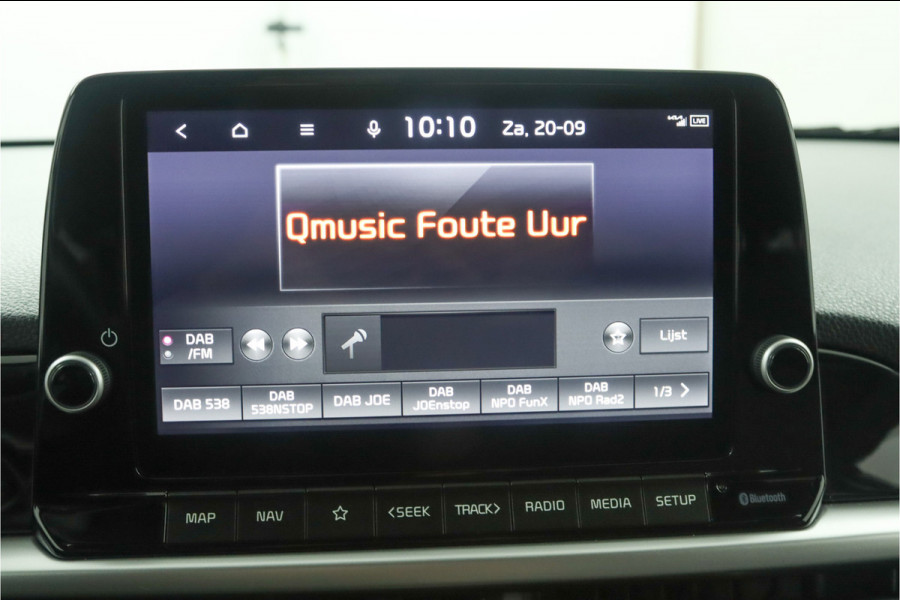 10:10 Za, 20-09 LIVE
Qmusic Foute Uur
DAB
/FM
Lijst
DAB 538
DAB
538NSTOP
DAB JOE
DAB
JOEnstop
DAB
NPO FunX
DAB
NPO Rad2
1/3 >
MAP NAV <SEEK TRACK> RADIO MEDIA SETUP
Bluetooth